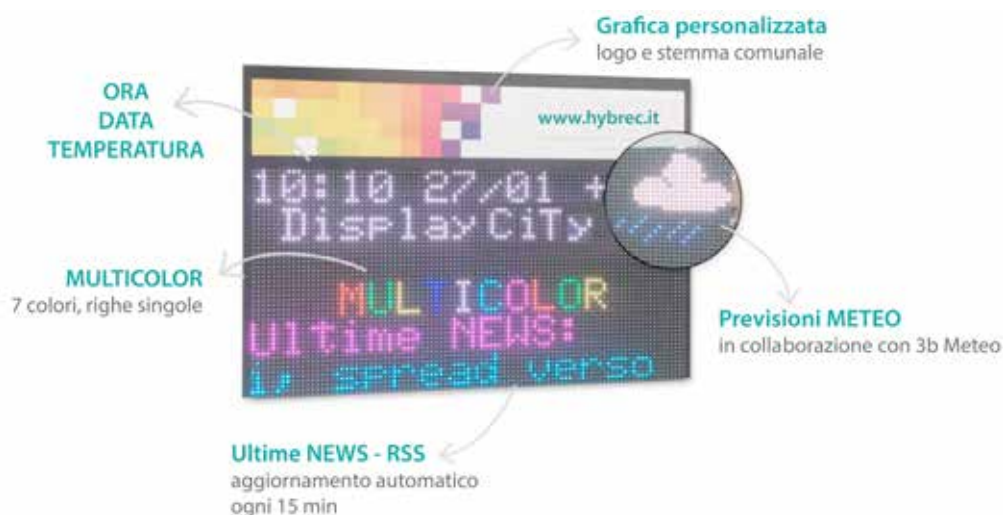 Grafica personalizzata
logo e stemma comunale
ORA
DATA
TEMPERATURA
www.hybrec.it
10:10 27/01 +
DisplayCiTy
MULTICOLOR
7 colori, righe singole
MULTICOLOR
Ultime NEWS:
i, spread verso
Previsioni METEO
in collaborazione con 3b Meteo
Ultime NEWS - RSS
aggiornamento automatico
ogni 15 min